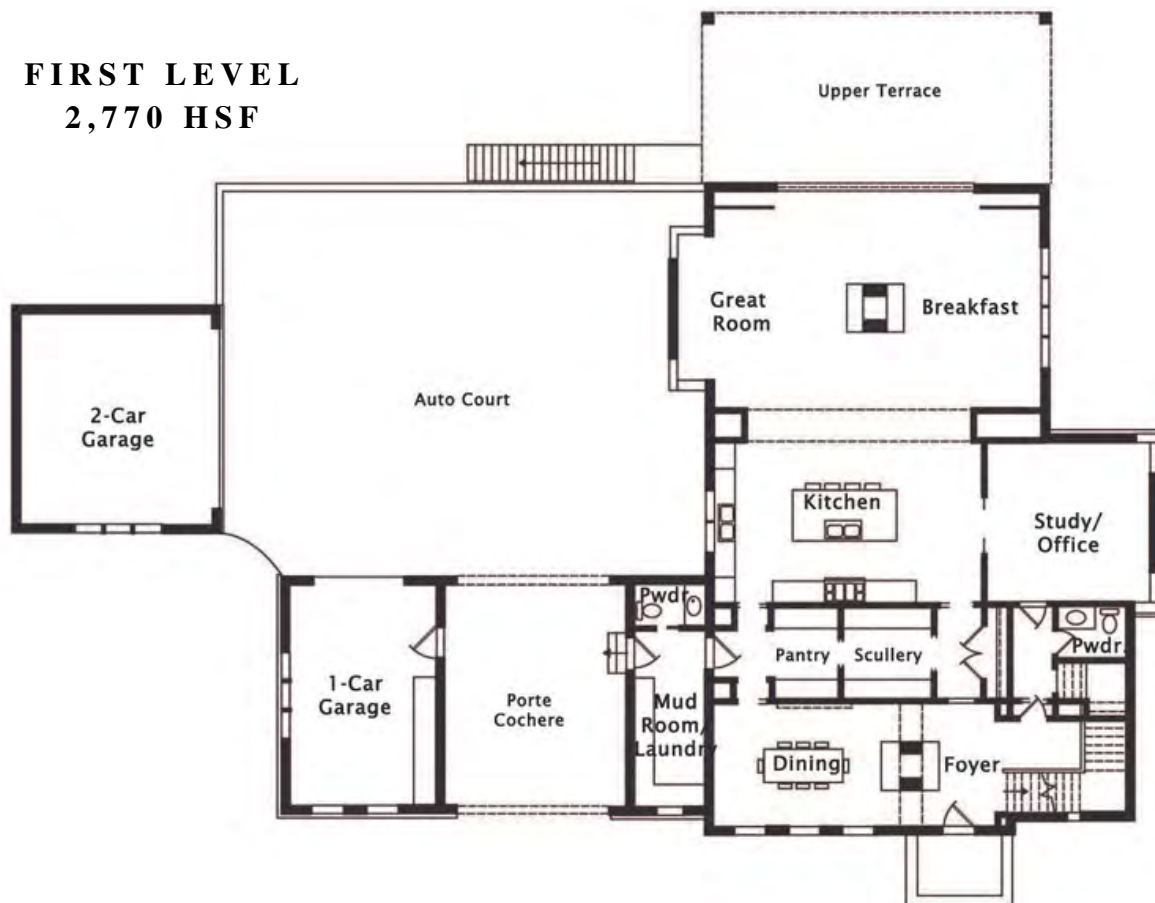 FIRST LEVEL
2,770 HSF
Upper Terrace
Great
Room
Breakfast
Auto Court
2-Car
Garage
Kitchen
Study/
Office
Pwdr.
Pantry
Scullery
Pwdr.
1-Car
Garage
Porte
Cochere
Mud
Room/
Laundry
Dining
Foyer